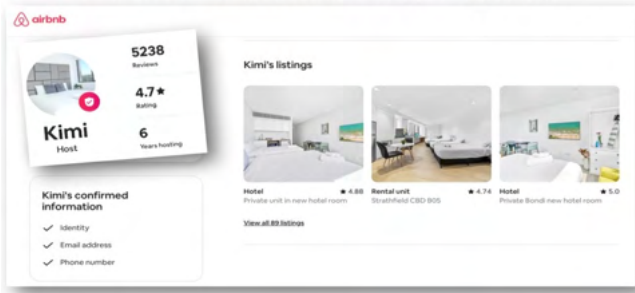 airbnb
5238
Reviews
4.7★
Rating
6
Years hosting
Kimi
Host
Kimi's confirmed
information
Identity
Email address
Phone number
Kimi's listings
Hotel ★ 4.88
Private unit in new hotel room
Rental unit ★ 4.74
Strathfield CBD 805
Hotel ★ 5.0
Private Bondi new hotel room
View all 89 listings